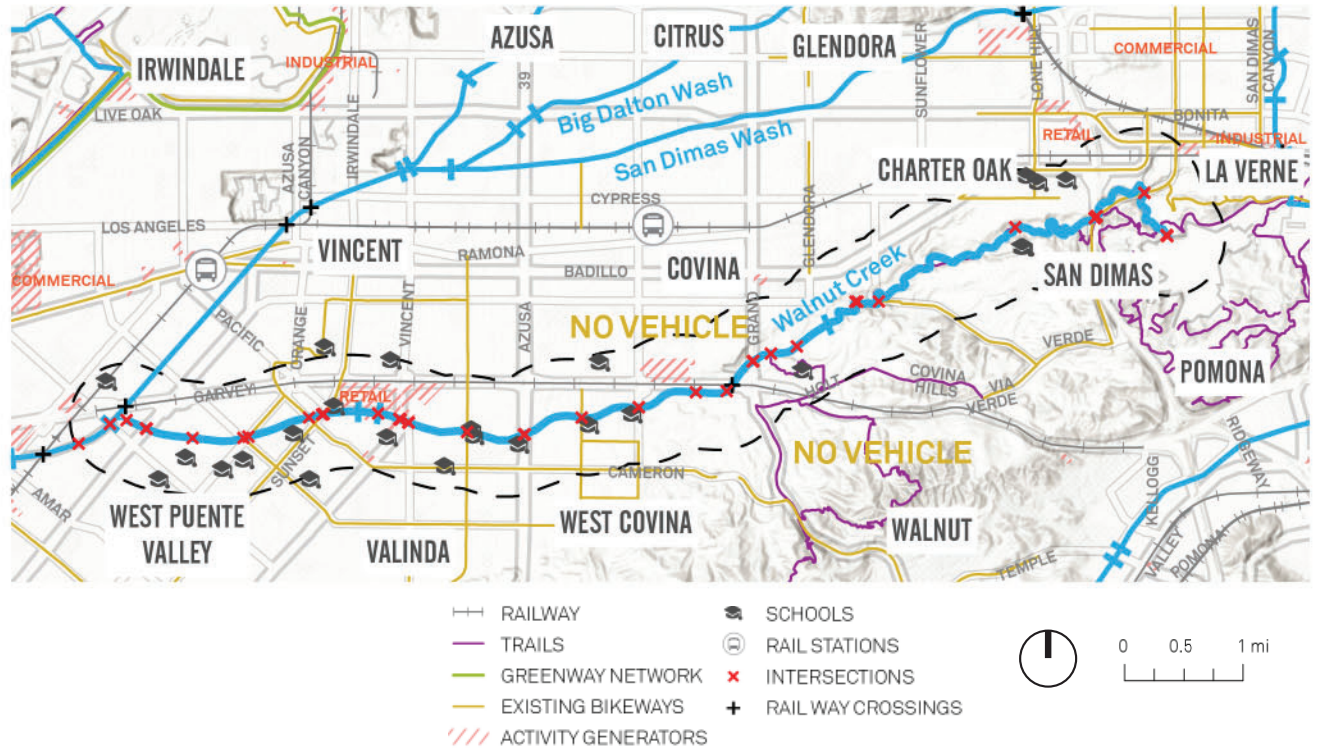 AZUSA
CITRUS
GLENDORA
IRWINDALE
INDUSTRIAL
COMMERCIAL
39
SUNFLOWER
LONE HILL
SAN DIMAS
CANYON
LIVE OAK
IRWINDALE
AZUSA
CANYON
Big Dalton Wash
San Dimas Wash
BONITA
RETAIL
INDUSTRIAL
CHARTER OAK
LA VERNE
CYPRESS
LOS ANGELES
GLENDORA
VINCENT
RAMONA
BADILLO
COVINA
COMMERCIAL
SAN DIMAS
Walnut Creek
PACIFIC
ORANGE
VINCENT
AZUSA
NO VEHICLE
GRAND
VERDE
POMONA
GARVEY
RETAIL
HOLT
COVINA
HILLS
VIA
VERDE
SUNSET
CAMERON
NO VEHICLE
RIDGEWAY
KELLOGG
AMAR
WEST PUENTE
VALLEY
VALINDA
WEST COVINA
WALNUT
TEMPLE
VALLEY
POMONA
RAILWAY
TRAILS
GREENWAY NETWORK
EXISTING BIKEWAYS
ACTIVITY GENERATORS
SCHOOLS
RAIL STATIONS
INTERSECTIONS
RAIL WAY CROSSINGS
0 0.5 1 mi